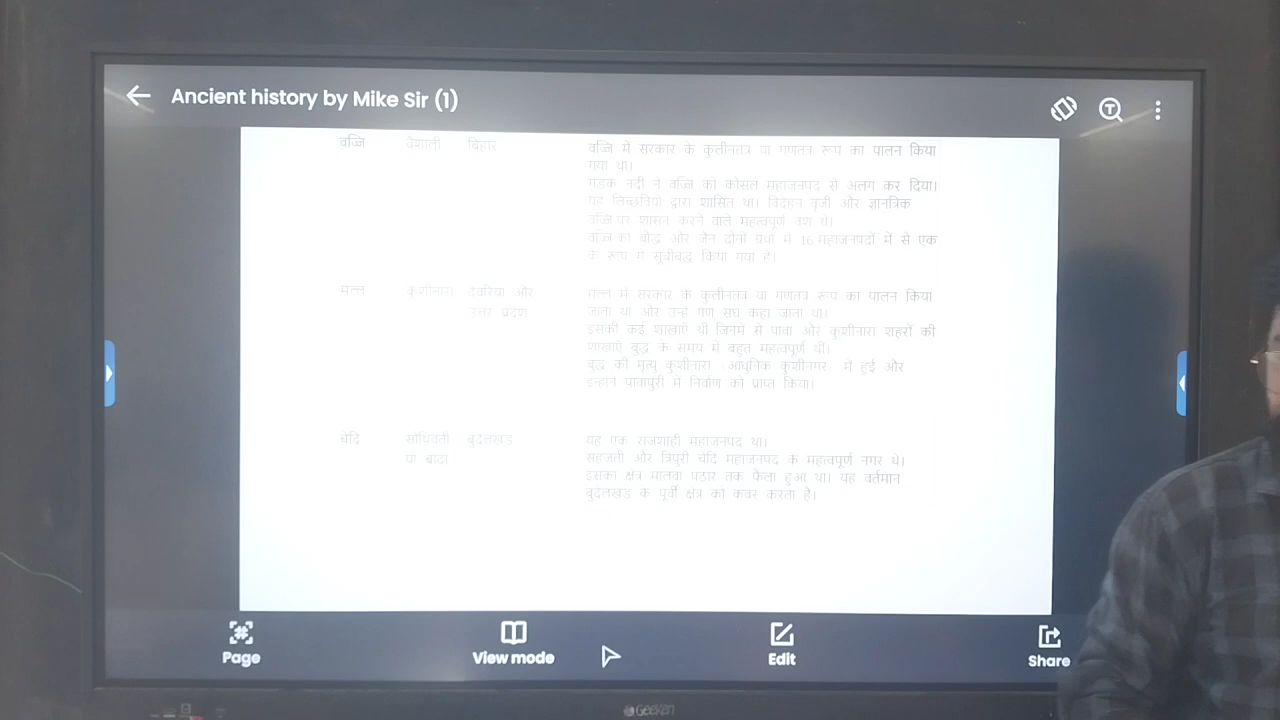 Ancient history by Mike Sir (1)
वज्जि वैशाली बिहार वज्जि में सरकार के कुलीनतंत्र या गणतंत्र रूप का पालन किया
गया था।
गंडक नदी ने वज्जि को कोसल महाजनपद से अलग कर दिया।
यह लिच्छवियों द्वारा शासित था। विदेहन वृजी और ज्ञानत्रिक
वज्जि पर शासन करने वाले महत्वपूर्ण वंश थे।
वज्जि को बौद्ध और जैन दोनों ग्रंथों में 16 महाजनपदों में से एक
के रूप में सूचीबद्ध किया गया है।
मल्ल कुशीनारा देवरिया और मल्ल में सरकार के कुलीनतंत्र या गणतंत्र रूप का पालन किया
उत्तर प्रदेश जाता था और उन्हें गण संघ कहा जाता था।
इसकी कई शाखाएँ थीं जिनमें से पावा और कुशीनारा शहरों की
शाखाएँ बुद्ध के समय में बहुत महत्वपूर्ण थीं।
बुद्ध की मृत्यु कुशीनारा (आधुनिक कुशीनगर) में हुई और
इन्होंने पावापुरी में निर्वाण को प्राप्त किया।
चेदि सोथिवती बुंदेलखंड यह एक राजशाही महाजनपद था।
या बांदा सहजती और त्रिपुरी चेदि महाजनपद के महत्वपूर्ण नगर थे।
इसका क्षेत्र मालवा पठार तक फैला हुआ था। यह वर्तमान
बुंदेलखंड के पूर्वी क्षेत्र को कवर करता है।
Page View mode Edit Share
Geeken